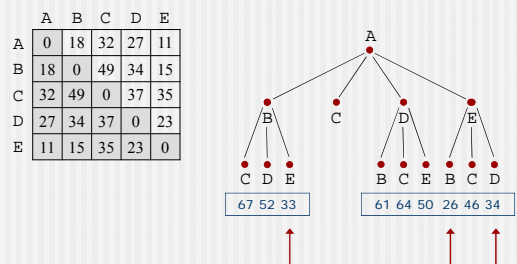 A B C D E
A 0 18 32 27 11
B 18 0 49 34 15
C 32 49 0 37 35
D 27 34 37 0 23
E 11 15 35 23 0
A
B C D E
C D E B C E B C D
67 52 33 61 64 50 26 46 34